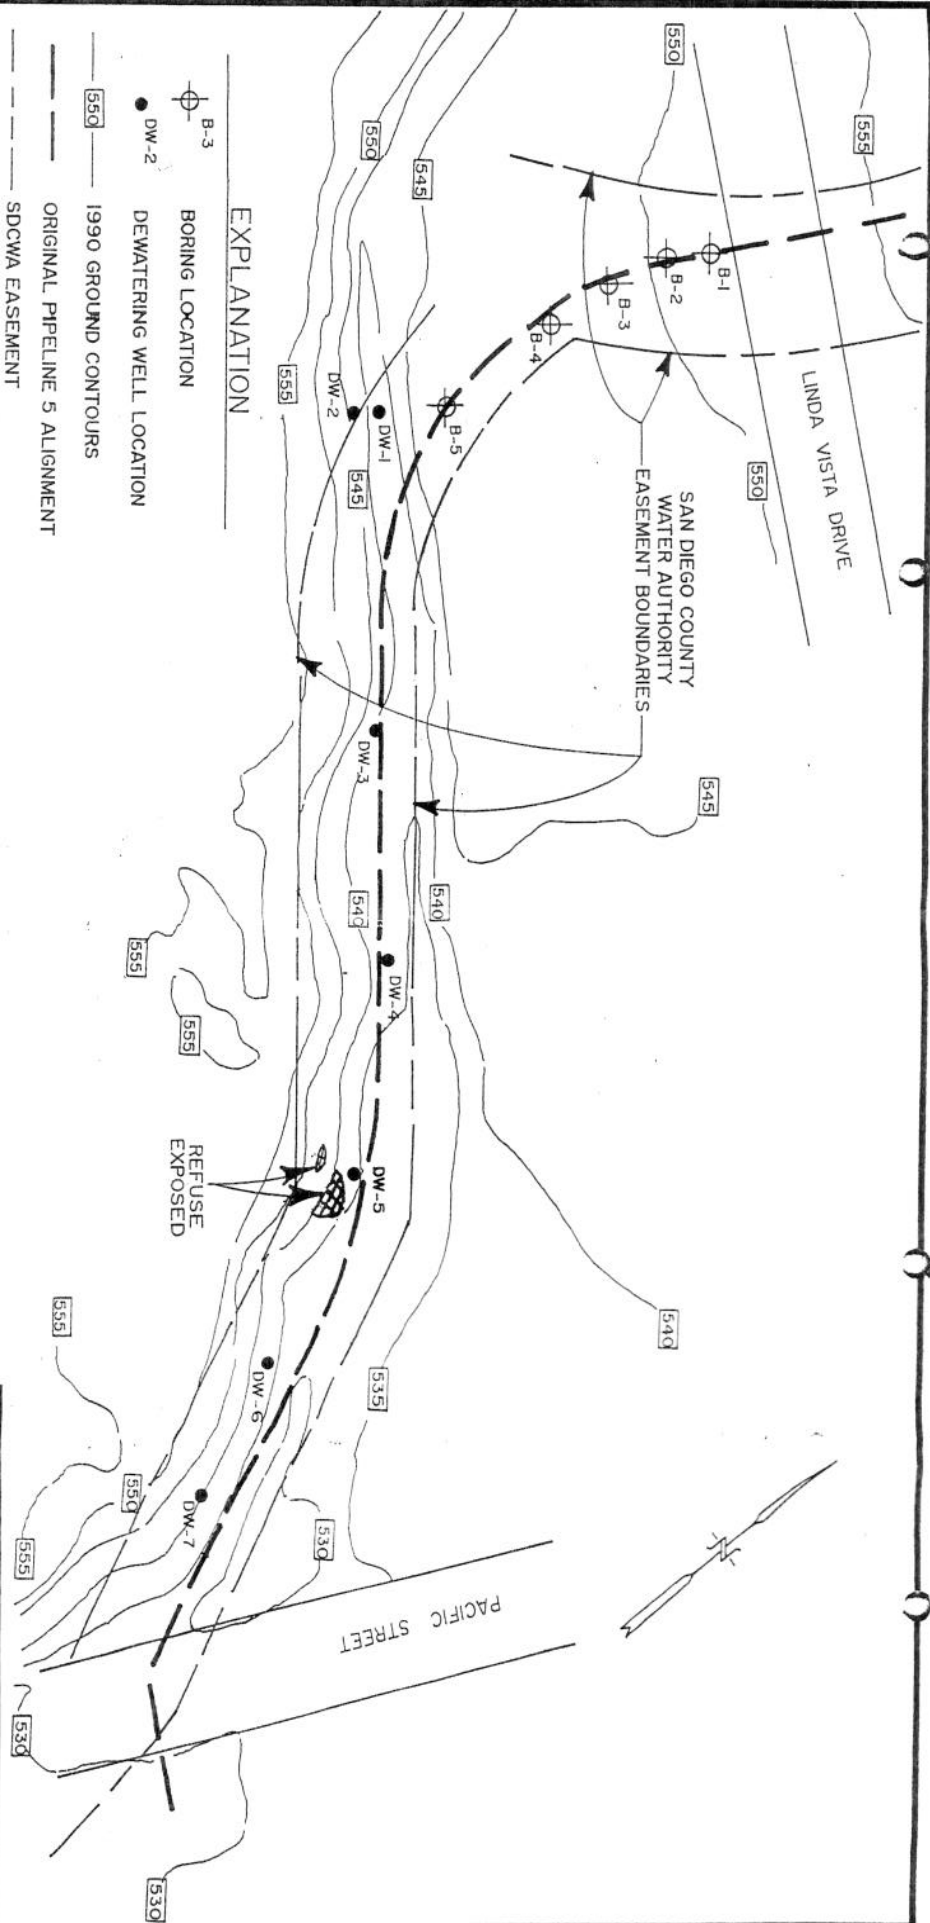 EXPLANATION
B-3
BORING LOCATION
DW-2
DEWATERING WELL LOCATION
550
1990 GROUND CONTOURS
ORIGINAL PIPELINE 5 ALIGNMENT
SDCWA EASEMENT
LINDA VISTA DRIVE
SAN DIEGO COUNTY
WATER AUTHORITY
EASEMENT BOUNDARIES
555
550
550
545
550
555
545
545
540
540
540
535
530
530
530
555
555
555
550
555
B-1
B-2
B-3
B-4
B-5
DW-1
DW-2
DW-3
DW-4
DW-5
DW-6
DW-7
REFUSE
EXPOSED
PACIFIC STREET
N